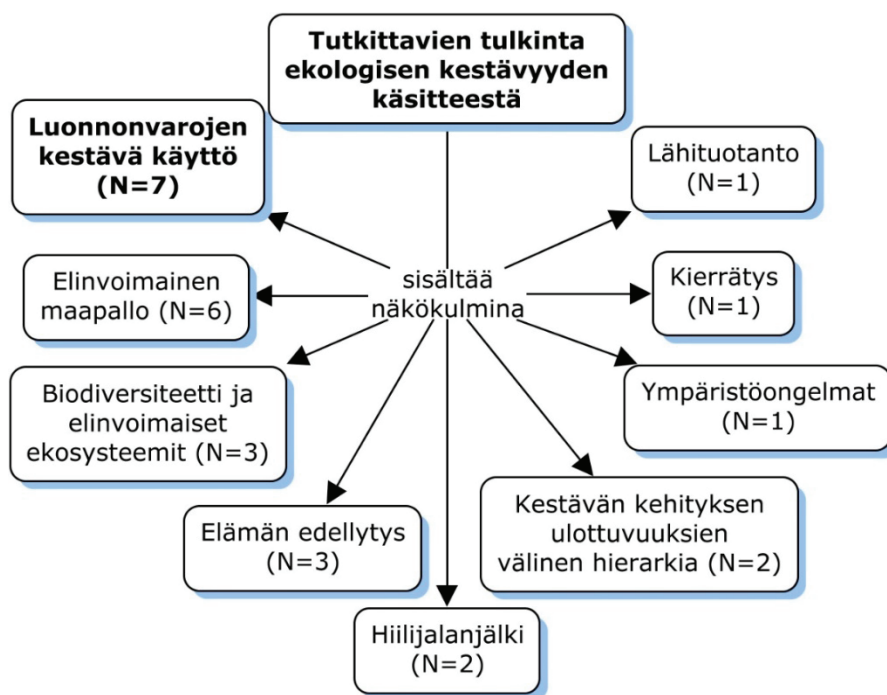 Tutkittavien tulkinta
ekologisen kestävyyden
käsitteestä
Luonnonvarojen
kestävä käyttö
(N=7)
Lähituotanto
(N=1)
sisältää
näkökulmina
Elinvoimainen
maapallo (N=6)
Kierrätys
(N=1)
Biodiversiteetti ja
elinvoimaiset
ekosysteemit (N=3)
Ympäristöongelmat
(N=1)
Elämän edellytys
(N=3)
Kestävän kehityksen
ulottuvuuksien
välinen hierarkia (N=2)
Hiilijalanjälki
(N=2)